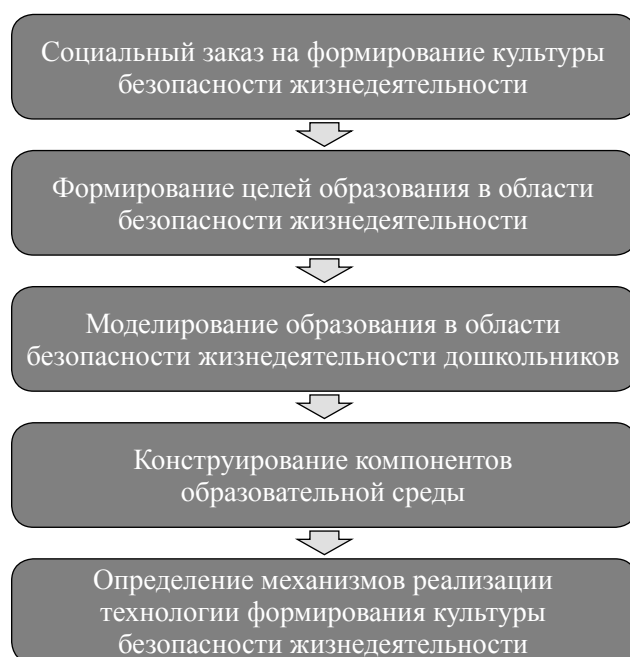 Социальный заказ на формирование культуры
безопасности жизнедеятельности
Формирование целей образования в области
безопасности жизнедеятельности
Моделирование образования в области
безопасности жизнедеятельности дошкольников
Конструирование компонентов
образовательной среды
Определение механизмов реализации
технологии формирования культуры
безопасности жизнедеятельности